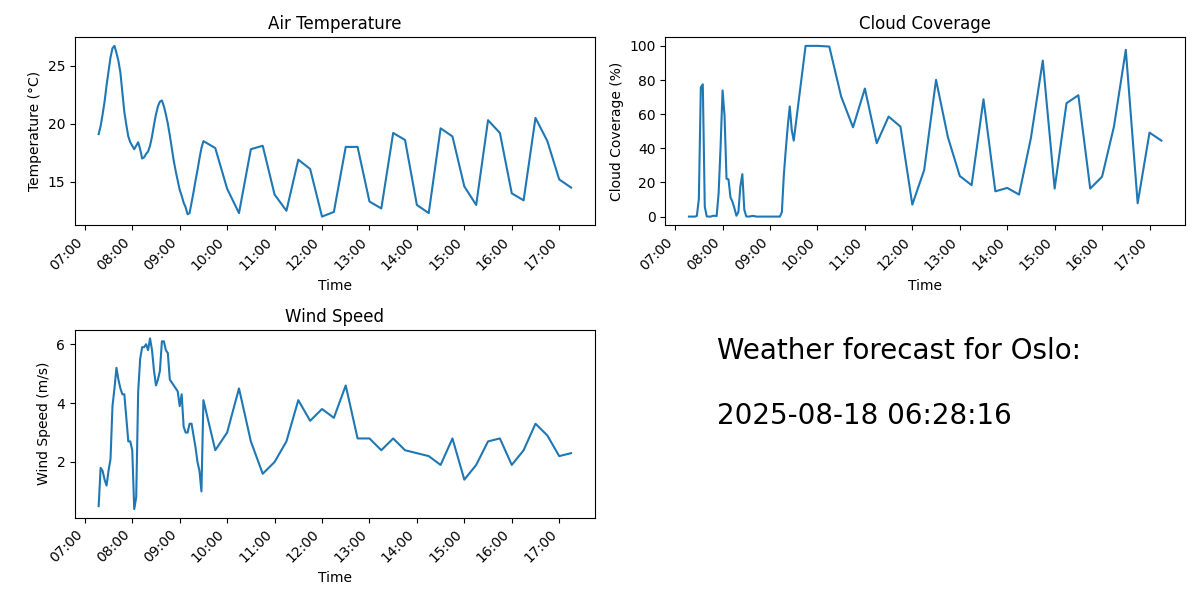 Air Temperature
Temperature (°C)
25
20
15
07:00 08:00 09:00 10:00 11:00 12:00 13:00 14:00 15:00 16:00 17:00
Time
Cloud Coverage
Cloud Coverage (%)
100
80
60
40
20
0
07:00 08:00 09:00 10:00 11:00 12:00 13:00 14:00 15:00 16:00 17:00
Time
Wind Speed
Wind Speed (m/s)
6
4
2
07:00 08:00 09:00 10:00 11:00 12:00 13:00 14:00 15:00 16:00 17:00
Time
Weather forecast for Oslo:
2025-08-18 06:28:16